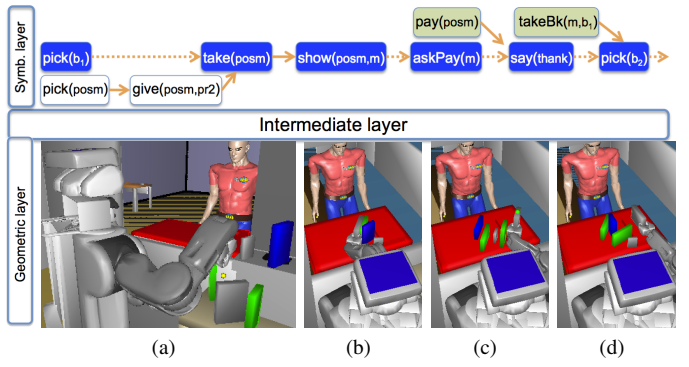 Symb. layer
pay(posm) takeBk(m,b₁)
pick(b₁) take(posm) show(posm,m) askPay(m) say(thank) pick(b₂)
pick(posm) give(posm,pr2)
Intermediate layer
Geometric layer
(a) (b) (c) (d)